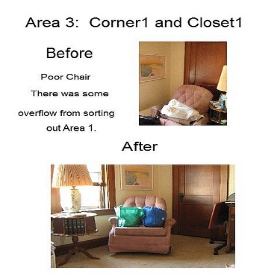 Area 3: Corner1 and Closet1
Before
Poor Chair
There was some
overflow from sorting
out Area 1.
After